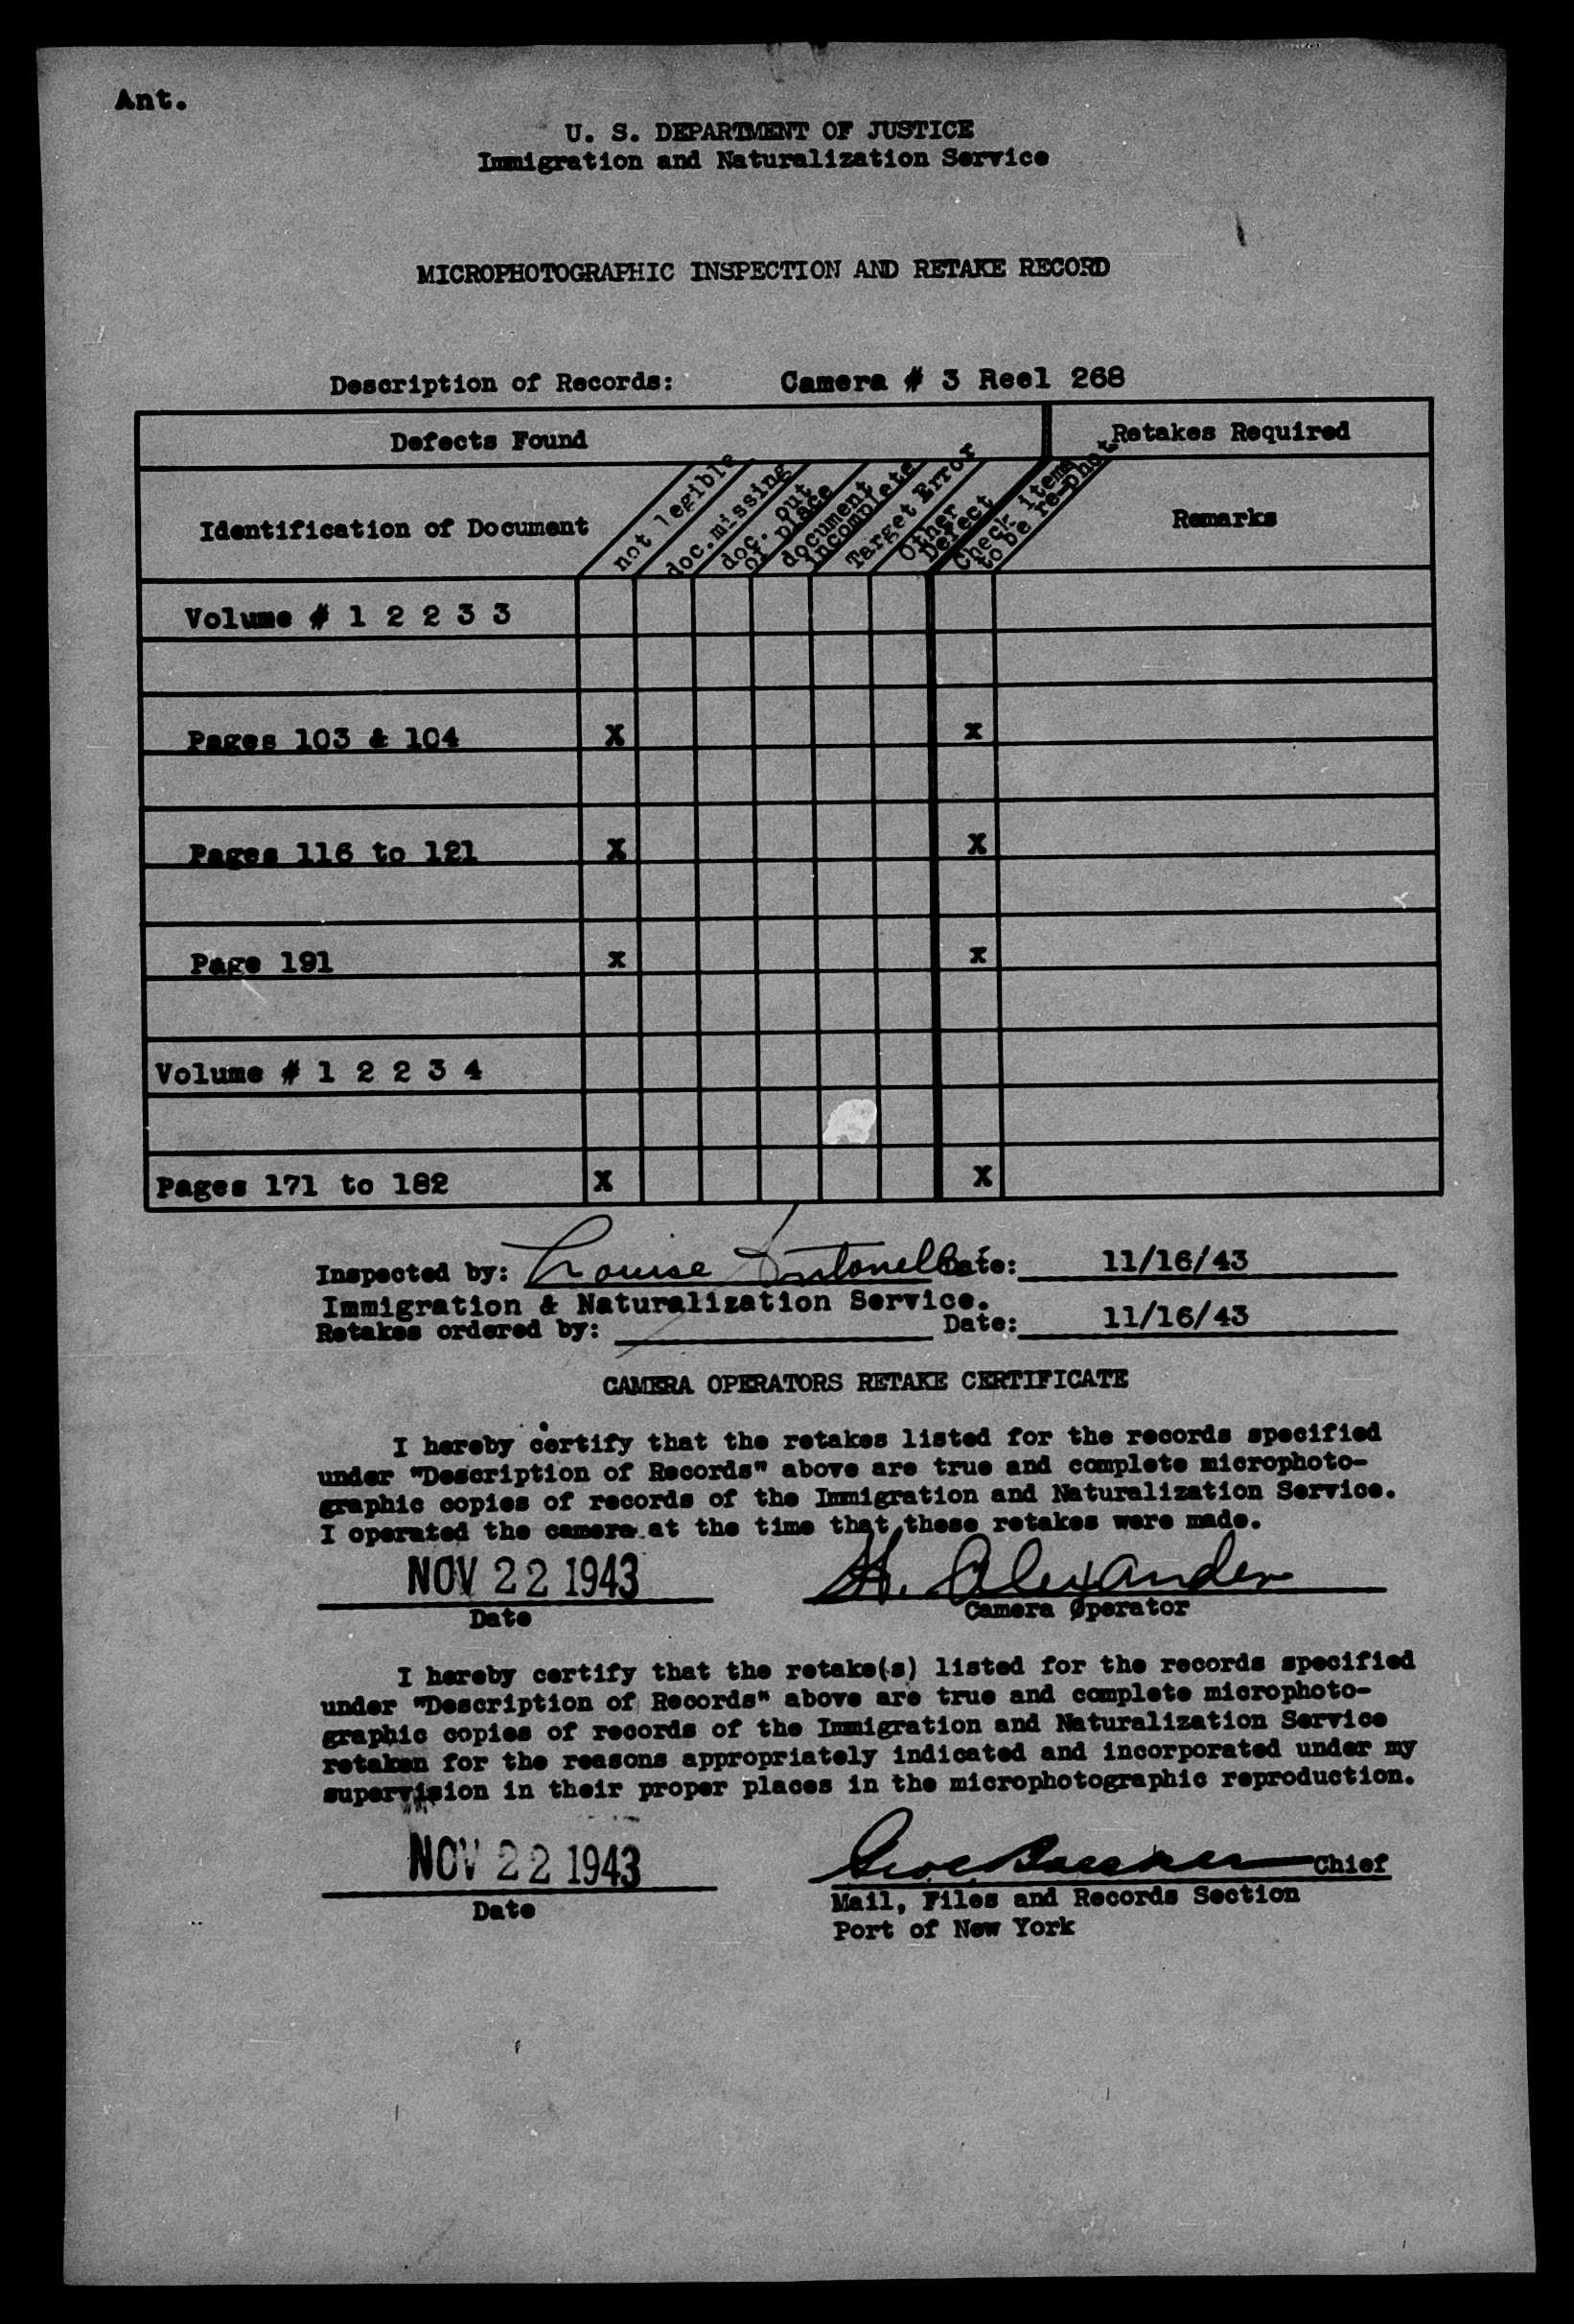 Ant.
U. S. DEPARTMENT OF JUSTICE
Immigration and Naturalization Service
MICROPHOTOGRAPHIC INSPECTION AND RETAKE RECORD
Description of Records: Camera # 3 Reel 268
Defects Found Retakes Required
Identification of Document
not legible
doc. missing
doc. out
of place
document
incomplete
Target Error
Other
Defect
Check items
to be re-phot.
Remarks
Volume # 1 2 2 3 3
Pages 103 & 104 X X
Pages 116 to 121 X X
Page 191 x x
Volume # 1 2 2 3 4
Pages 171 to 182 X X
Inspected by: Louise Antonelli Date: 11/16/43
Immigration & Naturalization Service.
Retakes ordered by: Date: 11/16/43
CAMERA OPERATORS RETAKE CERTIFICATE
I hereby certify that the retakes listed for the records specified
under "Description of Records" above are true and complete microphoto-
graphic copies of records of the Immigration and Naturalization Service.
I operated the camera at the time that these retakes were made.
NOV 22 1943 H. Alexander
Date Camera Operator
I hereby certify that the retake(s) listed for the records specified
under "Description of Records" above are true and complete microphoto-
graphic copies of records of the Immigration and Naturalization Service
retaken for the reasons appropriately indicated and incorporated under my
supervision in their proper places in the microphotographic reproduction.
NOV 22 1943 Chief
Date Mail, Files and Records Section
Port of New York